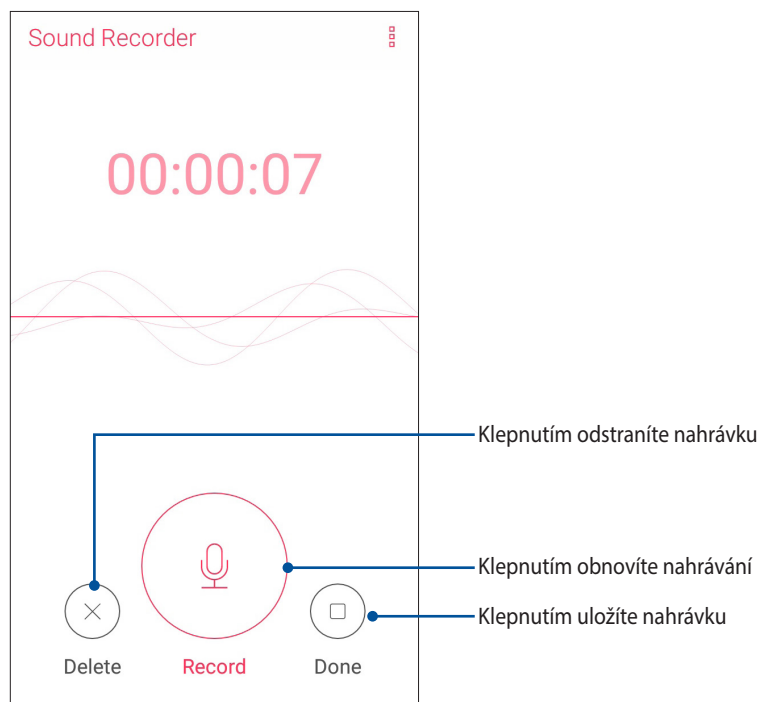 Sound Recorder
00:00:07
Klepnutím odstraníte nahrávku
Klepnutím obnovíte nahrávání
Klepnutím uložíte nahrávku
Delete
Record
Done